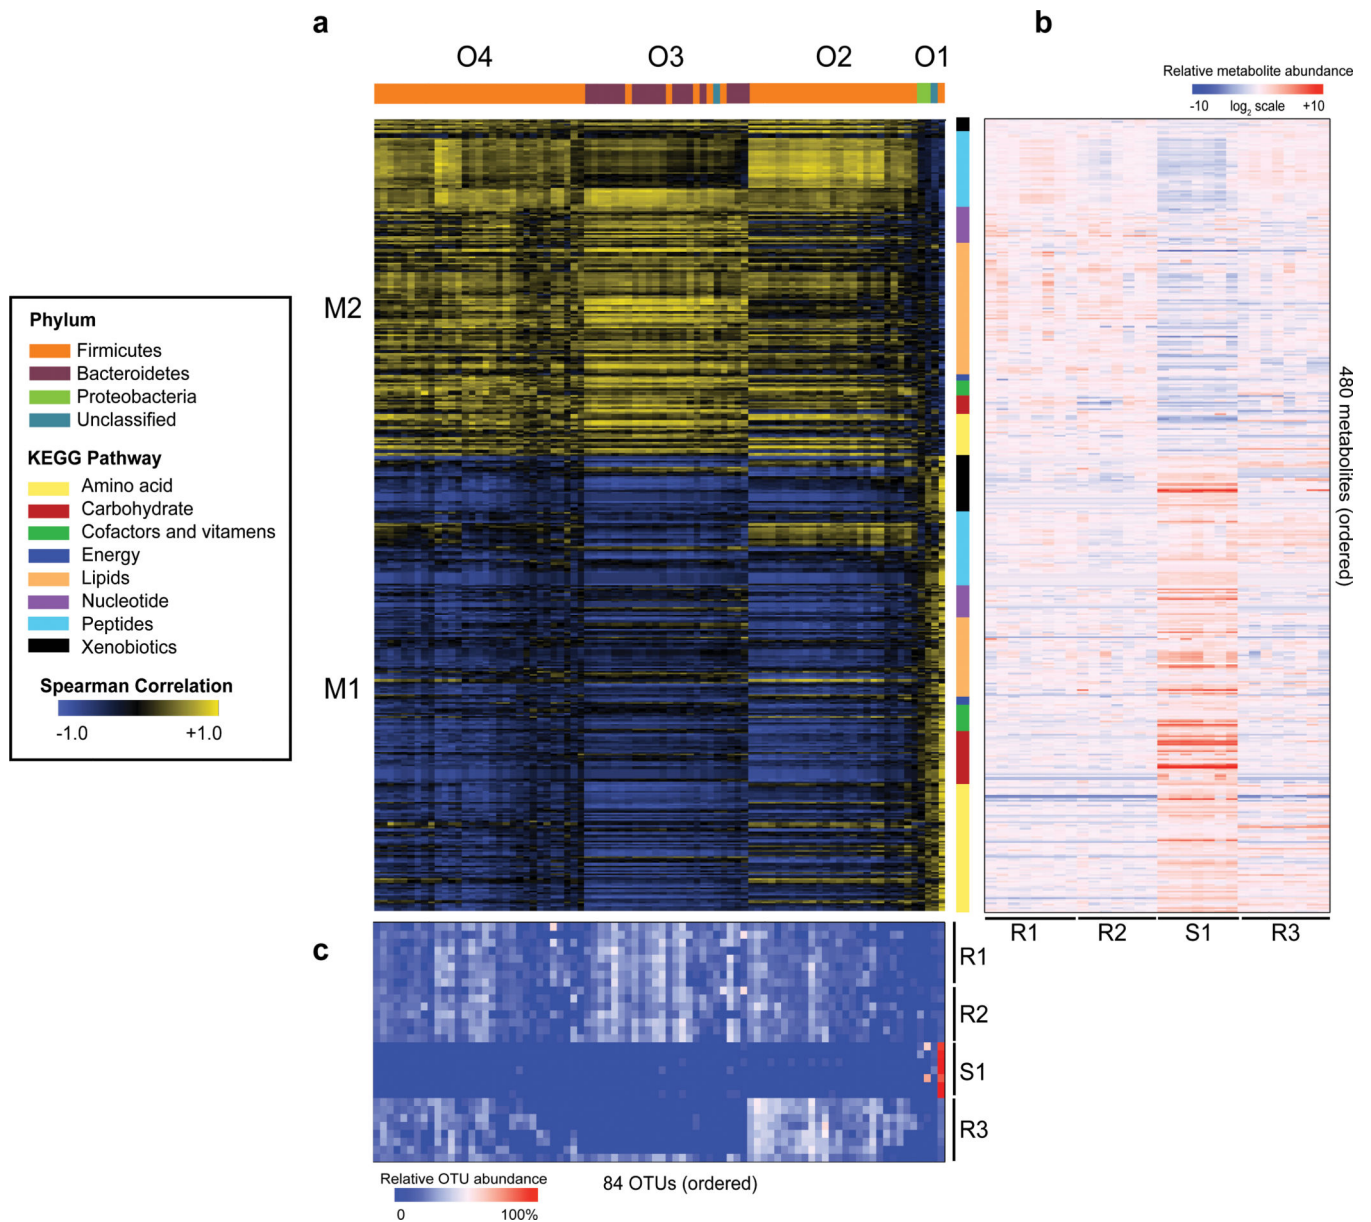 a
b
O4 O3 O2 O1
Relative metabolite abundance
-10 log2 scale +10
Phylum
Firmicutes
Bacteroidetes
Proteobacteria
Unclassified
KEGG Pathway
Amino acid
Carbohydrate
Cofactors and vitamens
Energy
Lipids
Nucleotide
Peptides
Xenobiotics
Spearman Correlation
-1.0 +1.0
M2
M1
480 metabolites (ordered)
R1 R2 S1 R3
c
R1
R2
S1
R3
Relative OTU abundance
0 100%
84 OTUs (ordered)